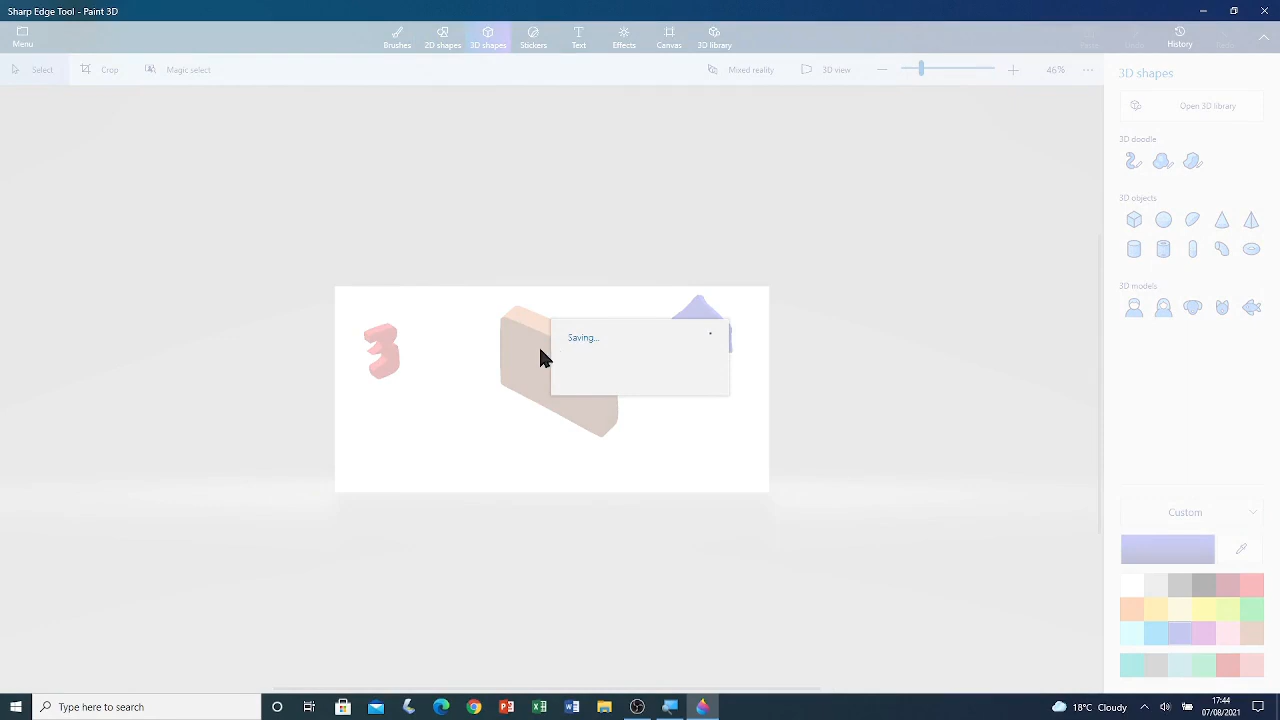 Sharp Edge Tool - Paint 3D
Menu
Brushes
2D shapes
3D shapes
Stickers
Text
Effects
Canvas
3D library
History
Select
Crop
Magic select
Mixed reality
3D view
46%
3D shapes
Open 3D library
3D doodle
3D objects
3D models
3
Saving...
Custom
Type here to search
18°C Cloudy
17:44
07/08/2021